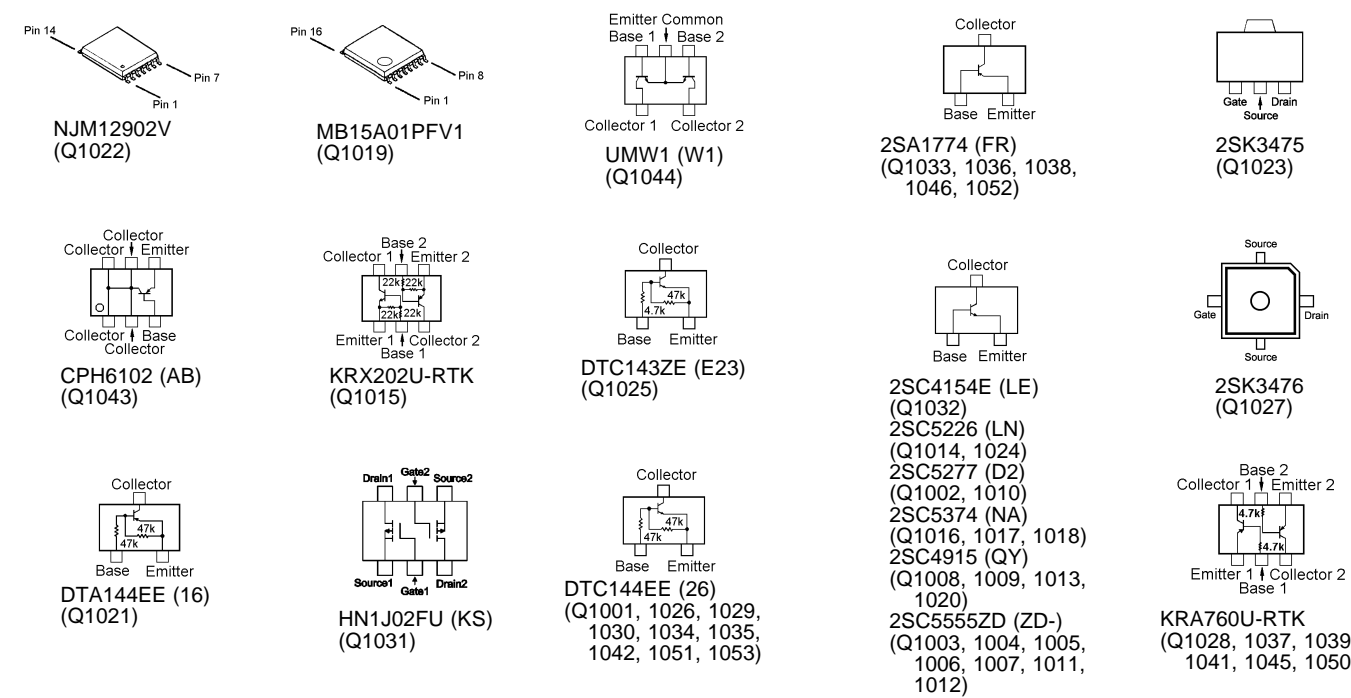 Pin 14
Pin 7
Pin 1
NJM12902V
(Q1022)
Pin 16
Pin 8
Pin 1
MB15A01PFV1
(Q1019)
Emitter Common
Base 1 Base 2
Collector 1 Collector 2
UMW1 (W1)
(Q1044)
Collector
Base Emitter
2SA1774 (FR)
(Q1033, 1036, 1038,
1046, 1052)
Gate Drain
Source
2SK3475
(Q1023)
Collector
Collector Emitter
Collector Base
Collector
CPH6102 (AB)
(Q1043)
Base 2
Collector 1 Emitter 2
22k 22k
22k 22k
Emitter 1 Collector 2
Base 1
KRX202U-RTK
(Q1015)
Collector
47k
4.7k
Base Emitter
DTC143ZE (E23)
(Q1025)
Collector
Base Emitter
2SC4154E (LE)
(Q1032)
2SC5226 (LN)
(Q1014, 1024)
2SC5277 (D2)
(Q1002, 1010)
2SC5374 (NA)
(Q1016, 1017, 1018)
2SC4915 (QY)
(Q1008, 1009, 1013,
1020)
2SC5555ZD (ZD-)
(Q1003, 1004, 1005,
1006, 1007, 1011,
1012)
Source
Gate Drain
Source
2SK3476
(Q1027)
Collector
47k
47k
Base Emitter
DTA144EE (16)
(Q1021)
Drain1 Gate2 Source2
Source1 Gate1 Drain2
HN1J02FU (KS)
(Q1031)
Collector
47k
47k
Base Emitter
DTC144EE (26)
(Q1001, 1026, 1029,
1030, 1034, 1035,
1042, 1051, 1053)
Base 2
Collector 1 Emitter 2
4.7k
4.7k
Emitter 1 Collector 2
Base 1
KRA760U-RTK
(Q1028, 1037, 1039
1041, 1045, 1050